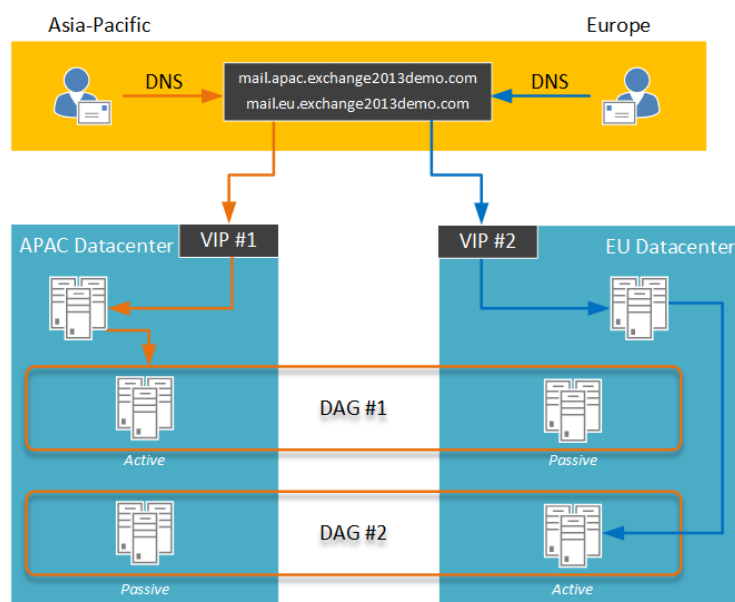 Asia-Pacific
Europe
DNS
mail.apac.exchange2013demo.com
mail.eu.exchange2013demo.com
DNS
APAC Datacenter
VIP #1
VIP #2
EU Datacenter
DAG #1
Active
Passive
DAG #2
Passive
Active